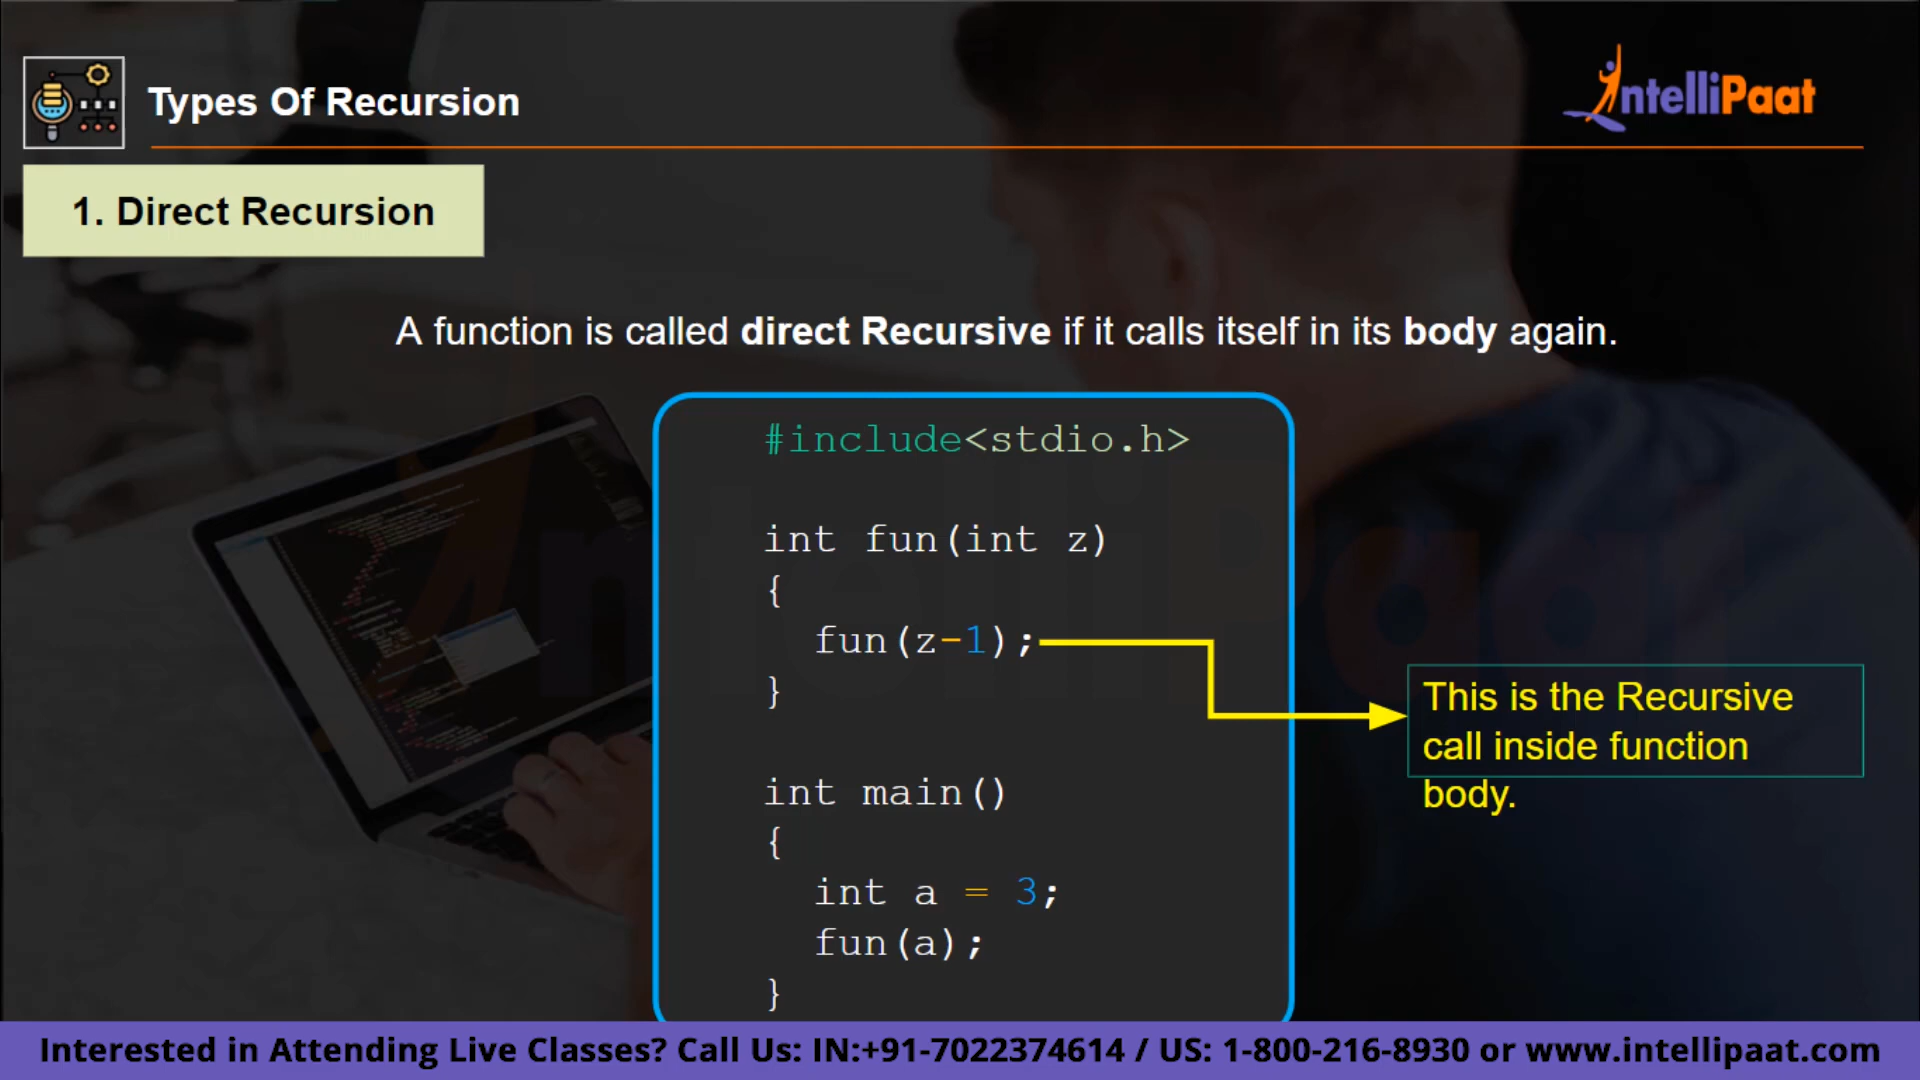 Types Of Recursion
IntelliPaat
1. Direct Recursion
A function is called direct Recursive if it calls itself in its body again.
#include<stdio.h>
int fun(int z)
{
fun(z-1);
}
This is the Recursive
call inside function
body.
int main()
{
int a = 3;
fun(a);
}
Interested in Attending Live Classes? Call Us: IN:+91-7022374614 / US: 1-800-216-8930 or www.intellipaat.com